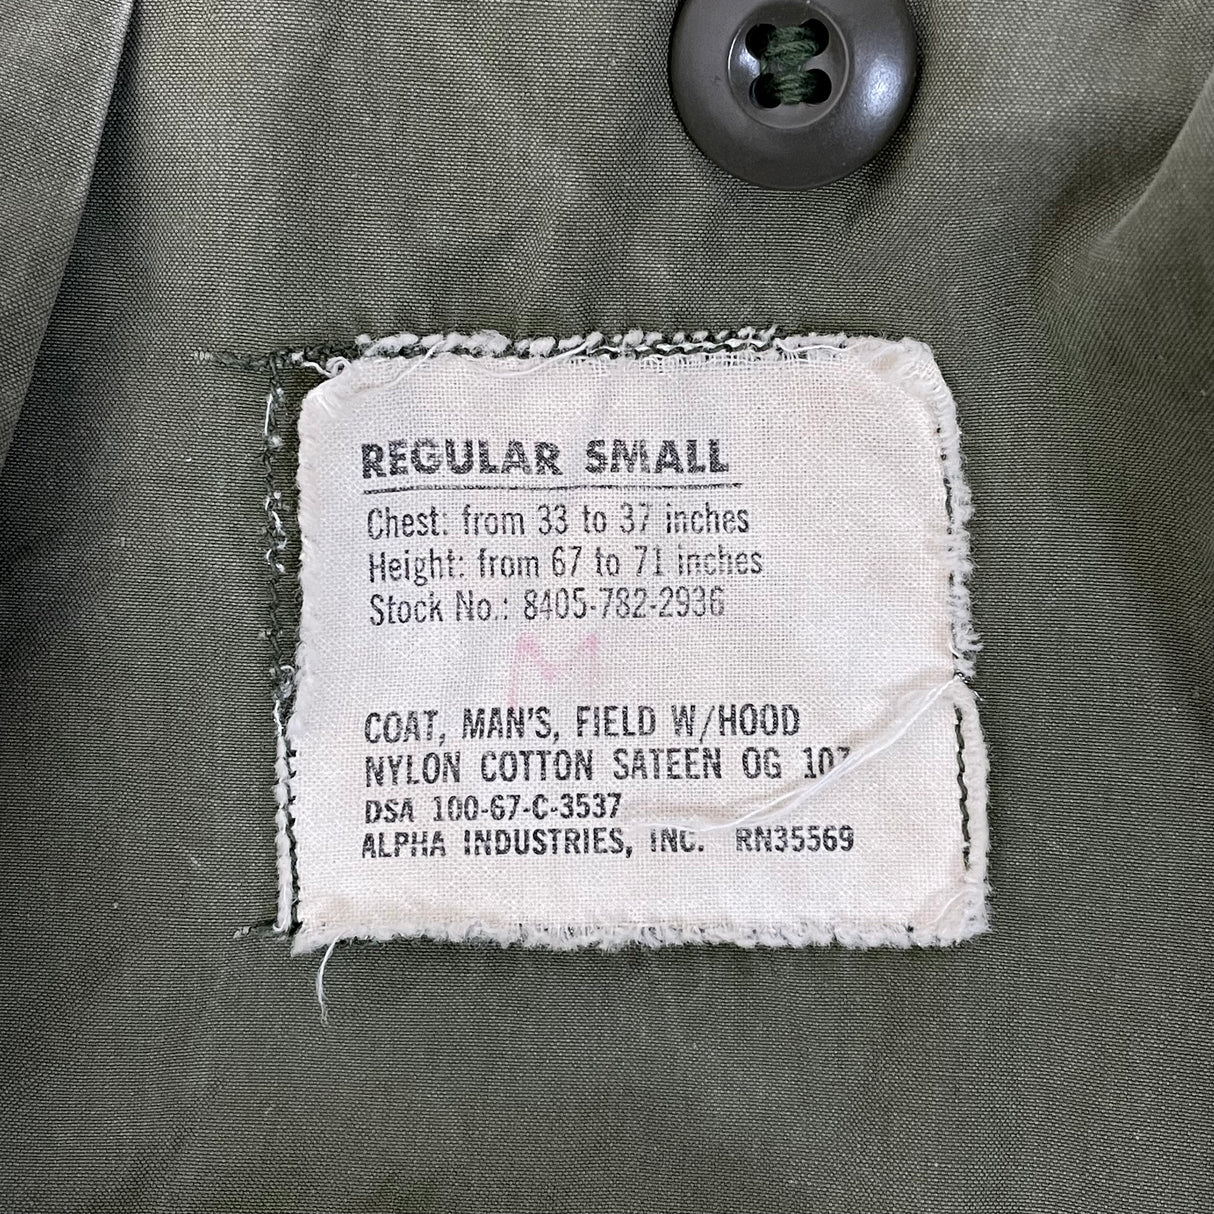 REGULAR SMALL
Chest: from 33 to 37 inches
Height: from 67 to 71 inches
Stock No.: 8405-782-2936
M
COAT, MAN'S, FIELD W/HOOD
NYLON COTTON SATEEN OG 107
DSA 100-67-C-3537
ALPHA INDUSTRIES, INC. RN35569